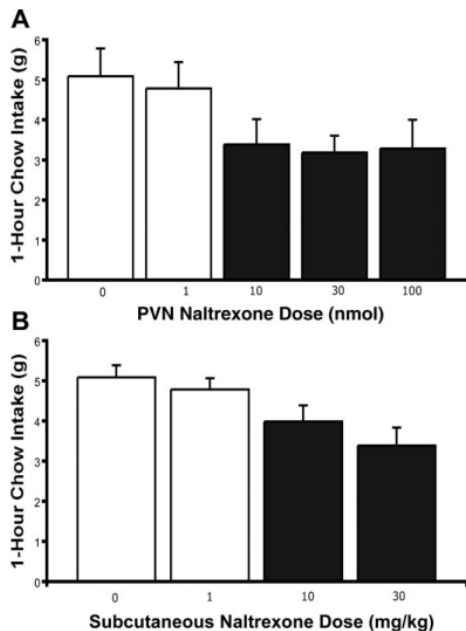 A
1-Hour Chow Intake (g)
6
5
4
3
2
1
0
0 1 10 30 100
PVN Naltrexone Dose (nmol)
B
1-Hour Chow Intake (g)
6
5
4
3
2
1
0
0 1 10 30
Subcutaneous Naltrexone Dose (mg/kg)